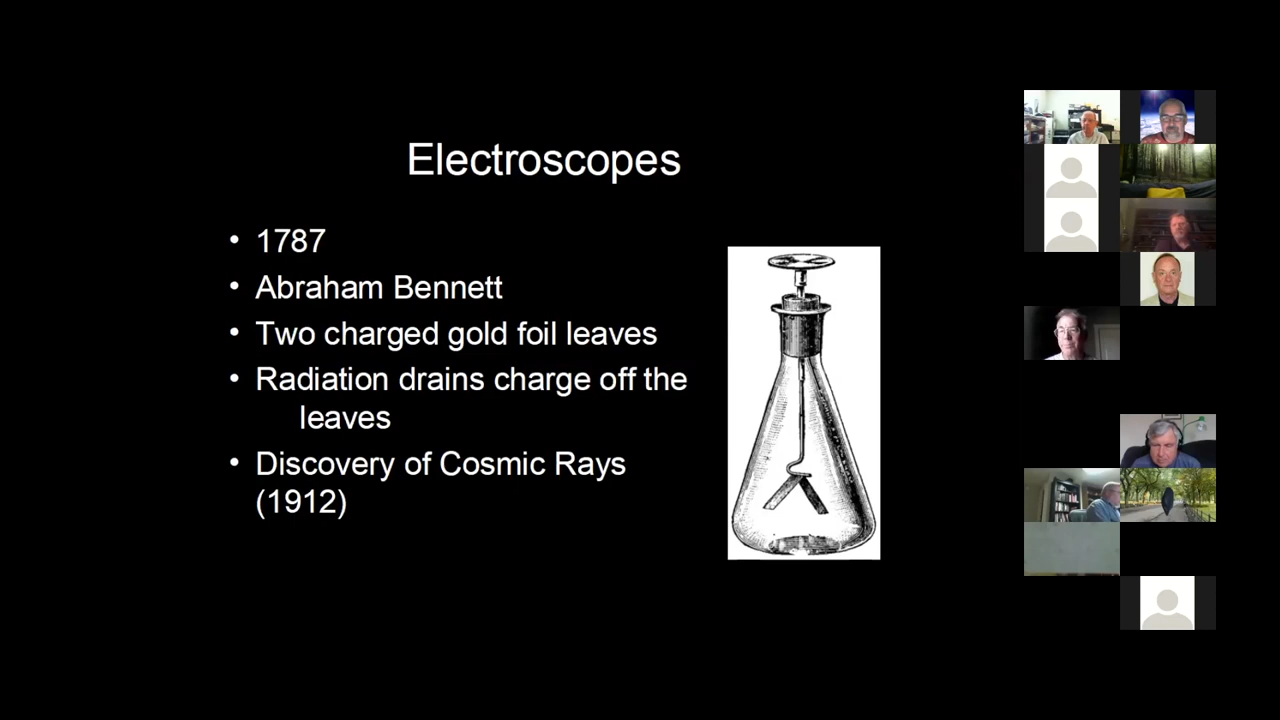 Electroscopes
• 1787
• Abraham Bennett
• Two charged gold foil leaves
• Radiation drains charge off the
leaves
• Discovery of Cosmic Rays
(1912)